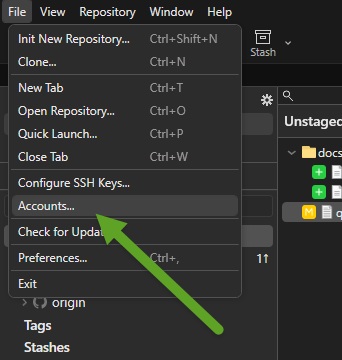 File View Repository Window Help
Init New Repository... Ctrl+Shift+N
Clone... Ctrl+N
Stash
New Tab Ctrl+T
Open Repository... Ctrl+O
Quick Launch... Ctrl+P
Unstaged
Close Tab Ctrl+W
docs
Configure SSH Keys...
Accounts...
M
Check for Updat
Preferences... Ctrl+, 1↑
Exit
origin
Tags
Stashes